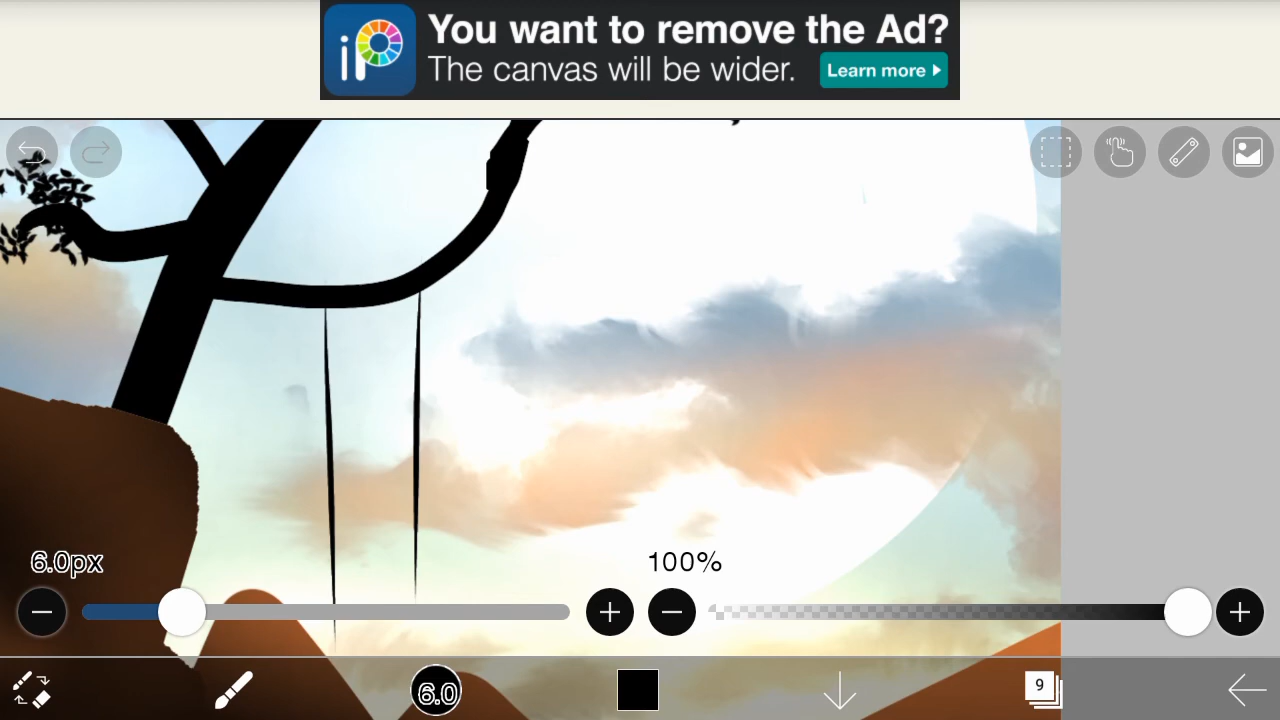 iP
You want to remove the Ad?
The canvas will be wider.
Learn more
6.0px
100%
6.0
9